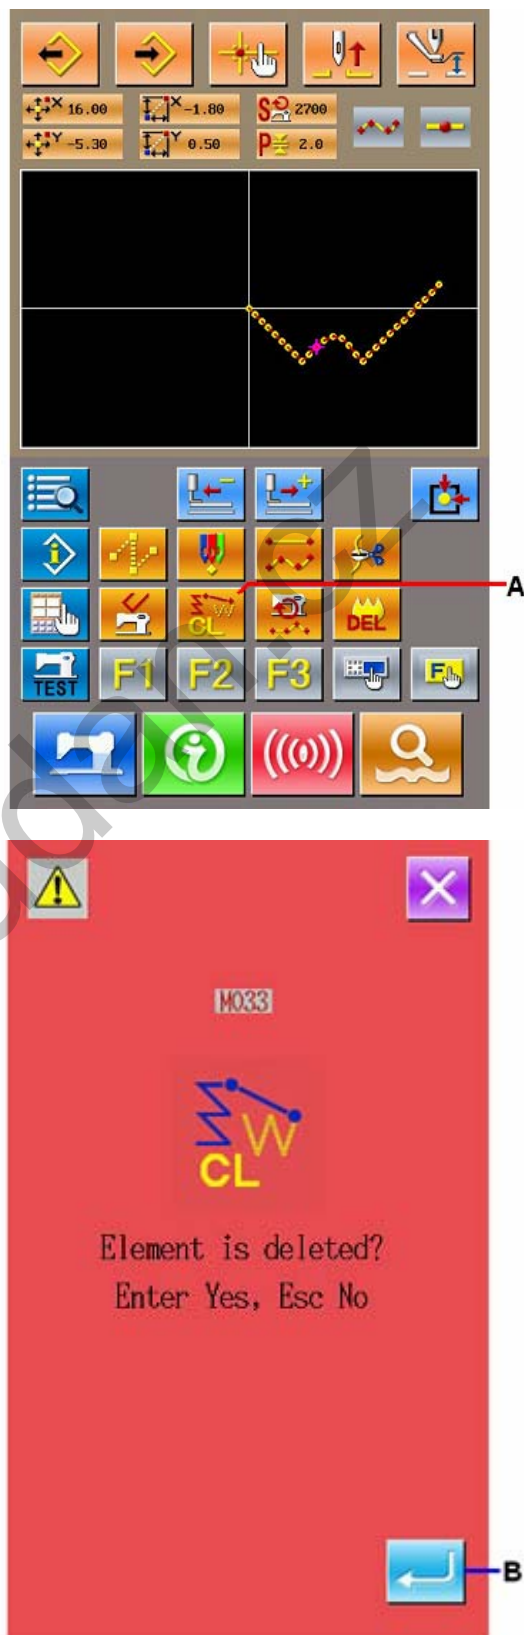 X 16.00 X -1.80 S 2700
Y -5.30 Y 0.50 P 2.0
A
CL DEL
TEST F1 F2 F3 F
M033
CL
Element is deleted?
Enter Yes, Esc No
B